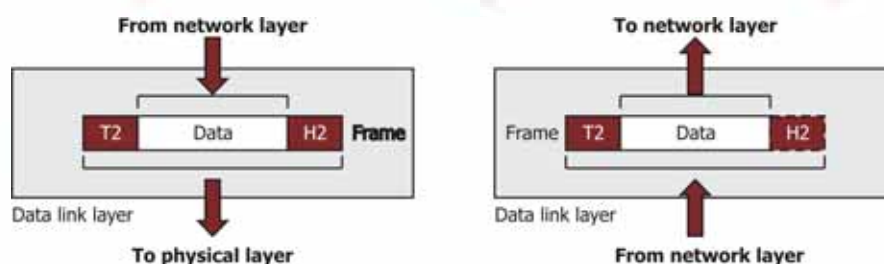 From network layer
T2 Data H2 Frame
Data link layer
To physical layer
To network layer
Frame T2 Data H2
Data link layer
From network layer